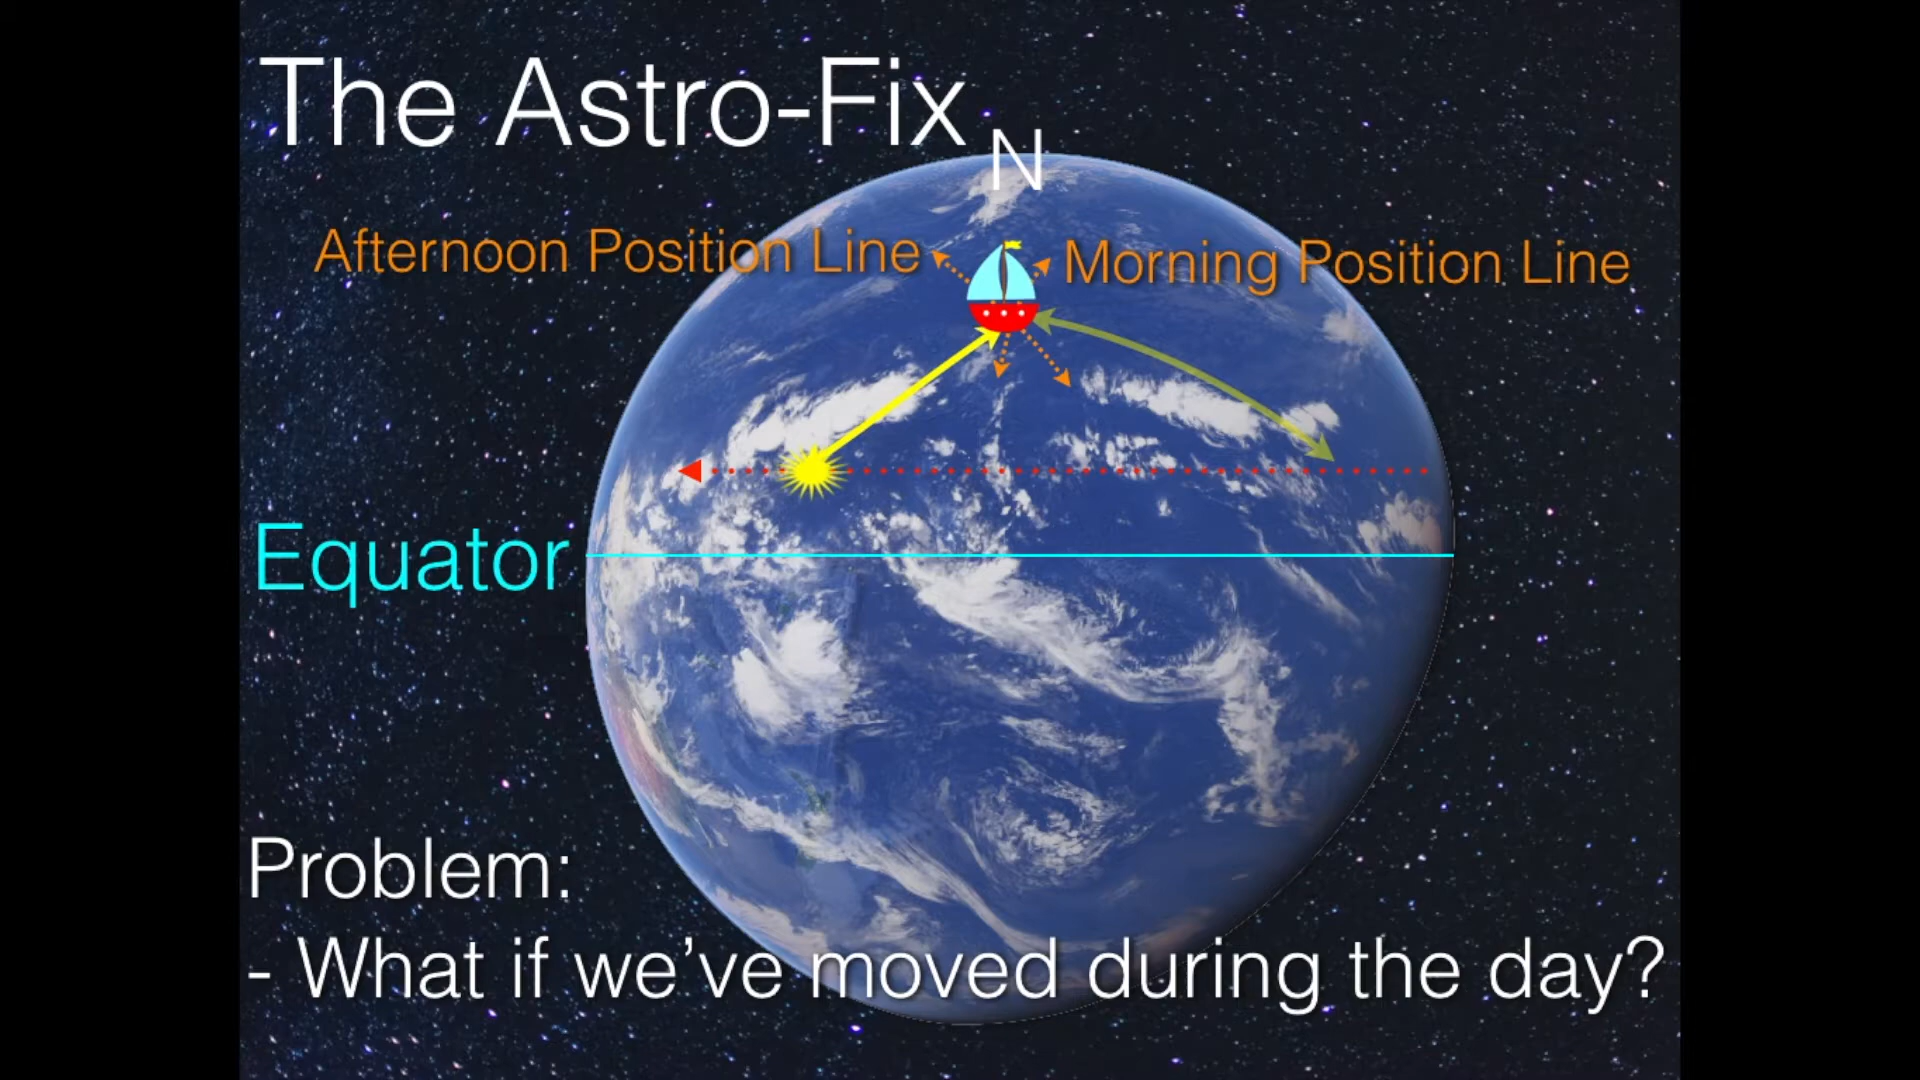 The Astro-Fix
N
Afternoon Position Line
Morning Position Line
Equator
Problem:
- What if we’ve moved during the day?